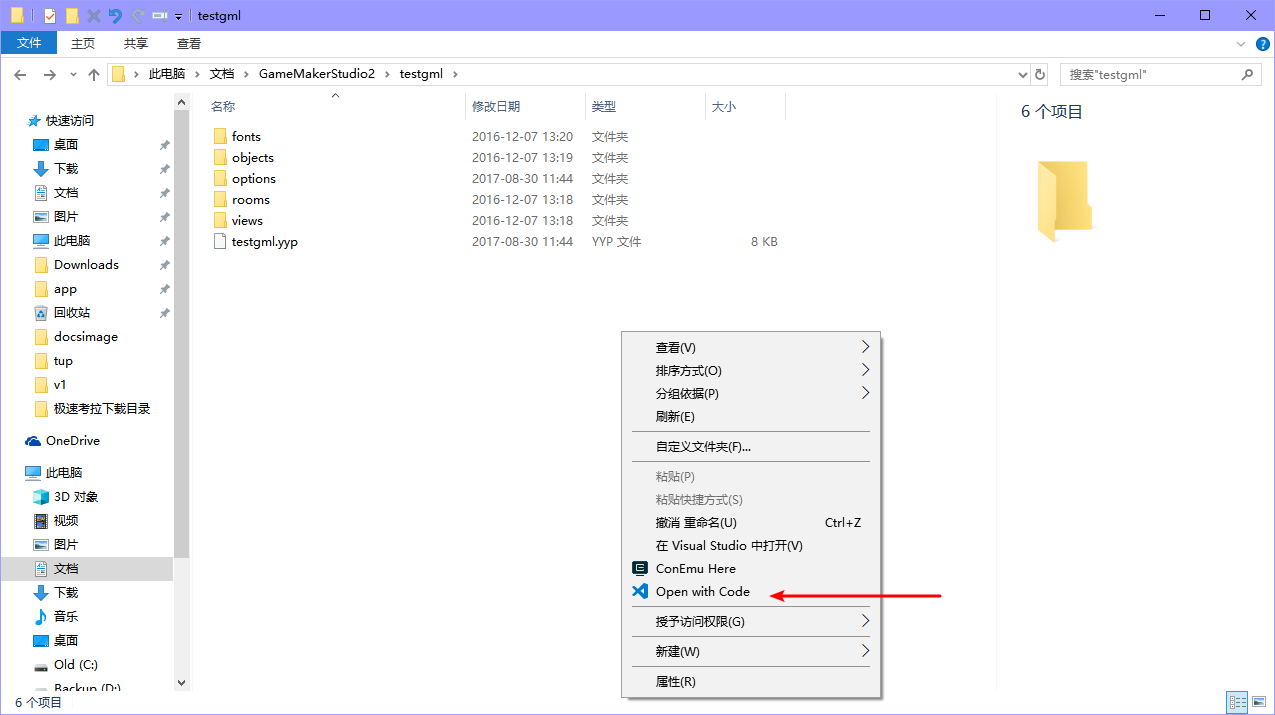 testgml
文件 主页 共享 查看
此电脑 文档 GameMakerStudio2 testgml
搜索"testgml"
快速访问
桌面
下载
文档
图片
此电脑
Downloads
app
回收站
docsimage
tup
v1
极速考拉下载目录
OneDrive
此电脑
3D 对象
视频
图片
文档
下载
音乐
桌面
Old (C:)
Backup (D:)
名称 修改日期 类型 大小
fonts 2016-12-07 13:20 文件夹
objects 2016-12-07 13:19 文件夹
options 2017-08-30 11:44 文件夹
rooms 2016-12-07 13:18 文件夹
views 2016-12-07 13:18 文件夹
testgml.yyp 2017-08-30 11:44 YYP 文件 8 KB
6 个项目
查看(V)
排序方式(O)
分组依据(P)
刷新(E)
自定义文件夹(F)...
粘贴(P)
粘贴快捷方式(S)
撤消 重命名(U) Ctrl+Z
在 Visual Studio 中打开(V)
ConEmu Here
Open with Code
授予访问权限(G)
新建(W)
属性(R)
6 个项目